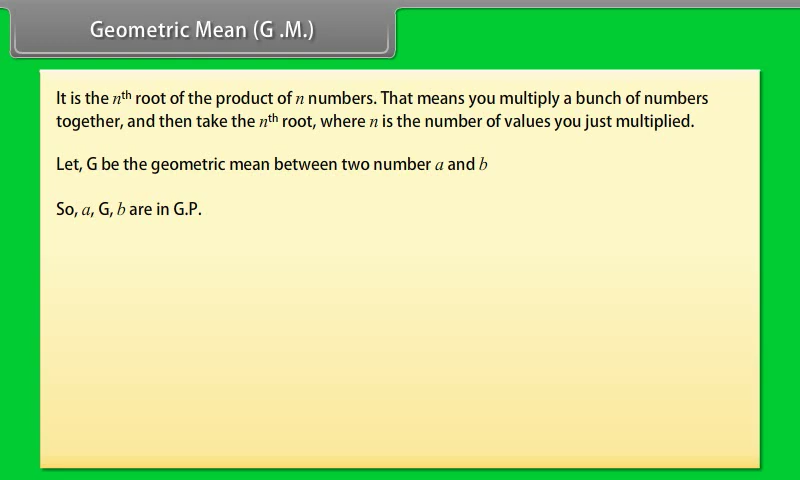 Geometric Mean (G .M.)
It is the nth root of the product of n numbers. That means you multiply a bunch of numbers
together, and then take the nth root, where n is the number of values you just multiplied.
Let, G be the geometric mean between two number a and b
So, a, G, b are in G.P.